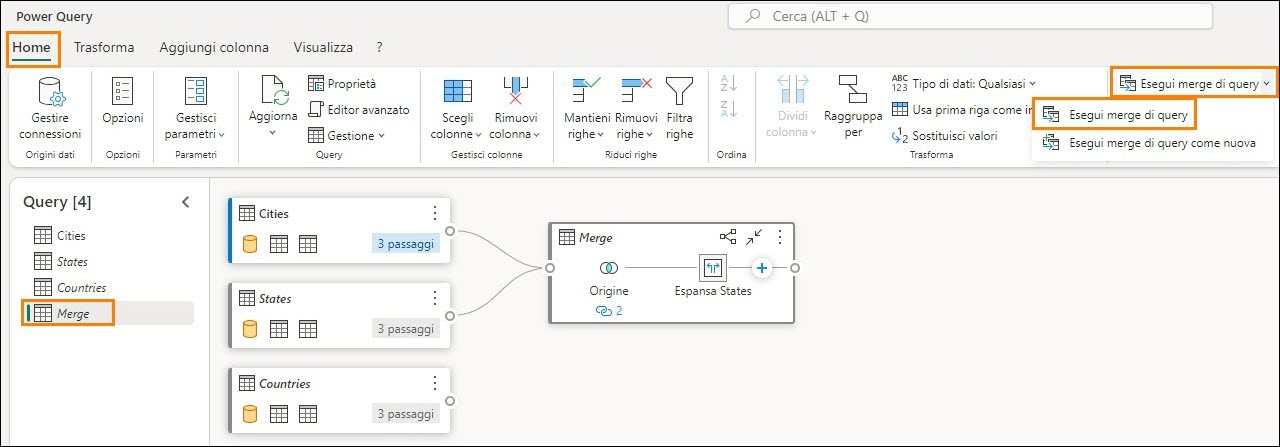 Power Query
Cerca (ALT + Q)
Home Trasforma Aggiungi colonna Visualizza ?
Gestire connessioni
Origini dati
Opzioni
Opzioni
Gestisci parametri
Parametri
Aggiorna
Proprietà
Editor avanzato
Gestione
Query
Scegli colonne
Rimuovi colonna
Gestisci colonne
Mantieni righe
Rimuovi righe
Filtra righe
Riduci righe
A Z
Z A
Ordina
Dividi colonna
Raggruppa per
ABC 123 Tipo di dati: Qualsiasi
Usa prima riga come in
1 2 Sostituisci valori
Trasforma
Esegui merge di query
Esegui merge di query
Esegui merge di query come nuova
Query [4]
Cities
States
Countries
Merge
Cities
3 passaggi
States
3 passaggi
Countries
3 passaggi
Merge
Origine
2
Espansa States